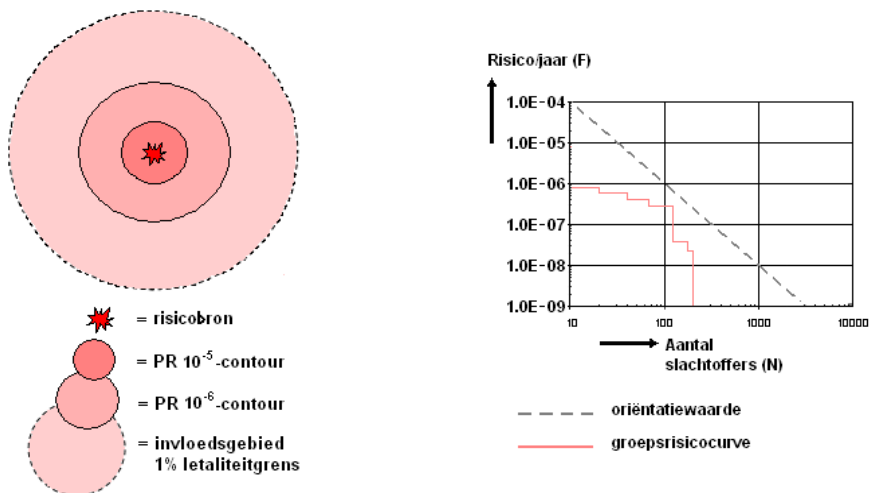 = risicobron
= PR 10⁻⁵-contour
= PR 10⁻⁶-contour
= invloedsgebied
1% letaliteitgrens
Risico/jaar (F)
1.0E-04
1.0E-05
1.0E-06
1.0E-07
1.0E-08
1.0E-09
10
100
1000
10000
Aantal
slachtoffers (N)
oriëntatiewaarde
groepsrisicocurve